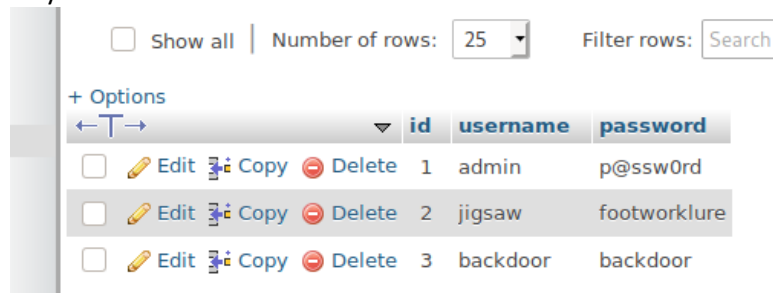 Show all Number of rows: 25 Filter rows: Search
+ Options
←T→ id username password
Edit Copy Delete 1 admin p@ssw0rd
Edit Copy Delete 2 jigsaw footworklure
Edit Copy Delete 3 backdoor backdoor